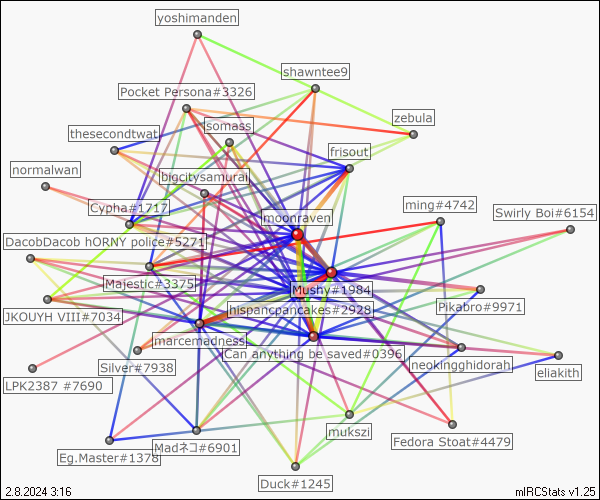 yoshimanden
shawntee9
Pocket Persona#3326
zebula
somass
thesecondtwat
frisout
normalwan
bigcitysamurai
Cypha#1717
ming#4742
Swirly Boi#6154
moonraven
DacobDacob hORNY police#5271
Majestic#3375
Mushy#1984
Pikabro#9971
JKOUYH VIII#7034
hispancpancakes#2928
marcemadness
Can anything be saved#0396
neokingghidorah
Silver#7938
eliakith
LPK2387 #7690
mukszi
Fedora Stoat#4479
Madネコ#6901
Eg.Master#1378
Duck#1245
2.8.2024 3:16
mIRCStats v1.25